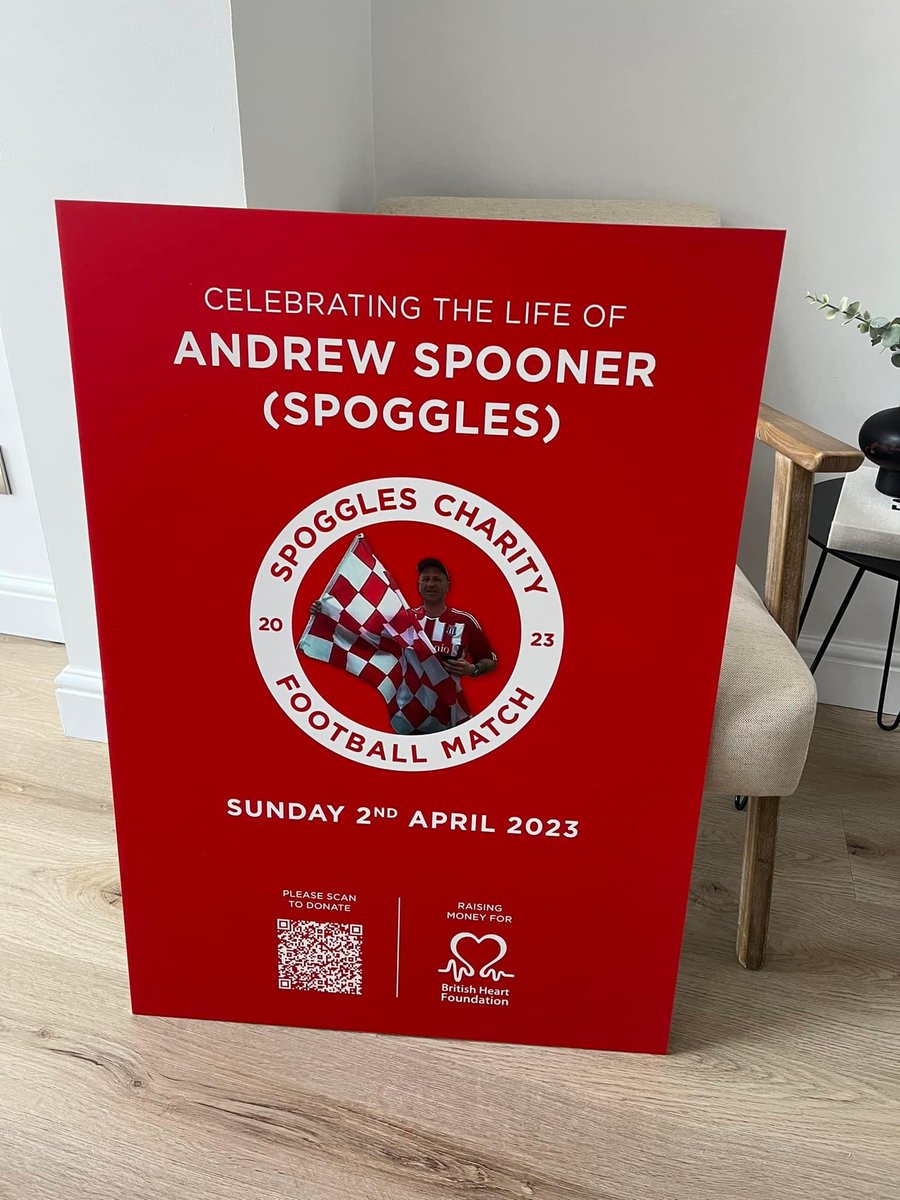 CELEBRATING THE LIFE OF
ANDREW SPOONER
(SPOGGLES)
SPOGGLES CHARITY
20
23
FOOTBALL MATCH
SUNDAY 2ND APRIL 2023
PLEASE SCAN
TO DONATE
RAISING
MONEY FOR
British Heart
Foundation